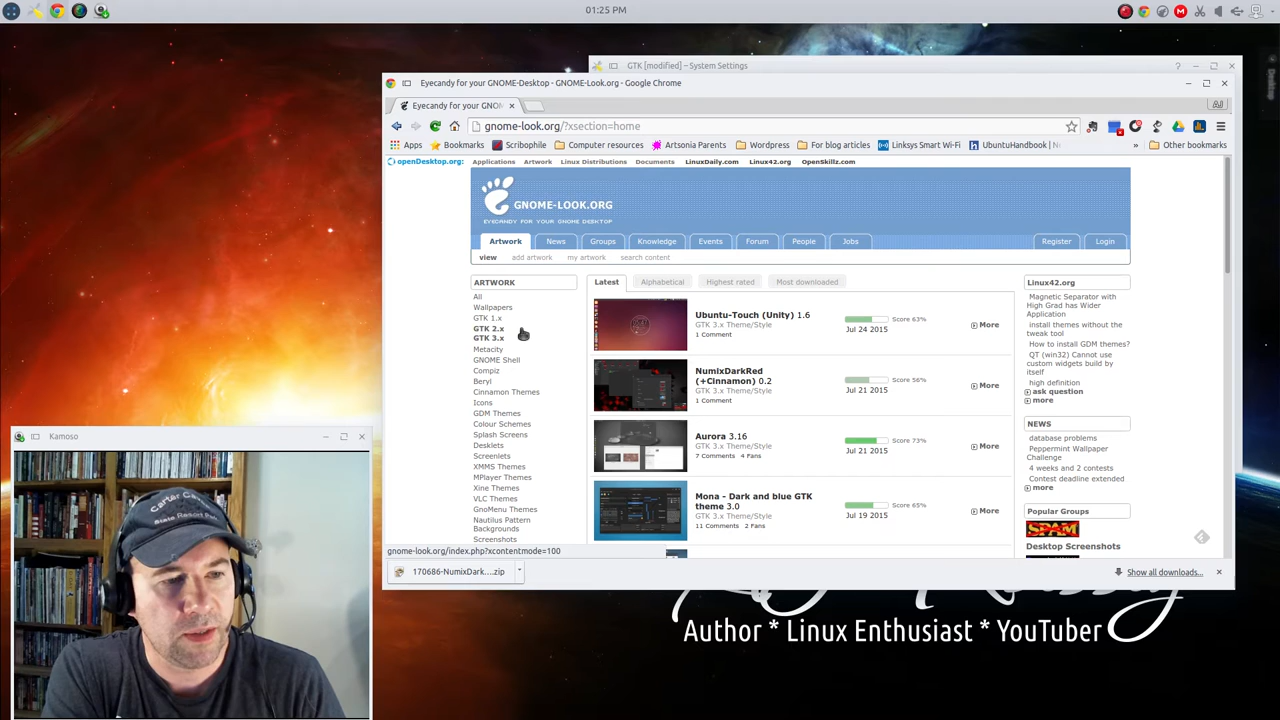 01:25 PM
GTK [modified] – System Settings
Eyecandy for your GNOME-Desktop - GNOME-Look.org - Google Chrome
Eyecandy for your GNOM
AJ
gnome-look.org/?xsection=home
Apps
Bookmarks
Scribophile
Computer resources
Artsonia Parents
Wordpress
For blog articles
Linksys Smart Wi-Fi
UbuntuHandbook | Ne
»
Other bookmarks
openDesktop.org:
Applications
Artwork
Linux Distributions
Documents
LinuxDaily.com
Linux42.org
OpenSkillz.com
GNOME-LOOK.ORG
EYECANDY FOR YOUR GNOME DESKTOP
Artwork
News
Groups
Knowledge
Events
Forum
People
Jobs
Register
Login
view
add artwork
my artwork
search content
ARTWORK
All
Wallpapers
GTK 1.x
GTK 2.x
GTK 3.x
Metacity
GNOME Shell
Compiz
Beryl
Cinnamon Themes
Icons
GDM Themes
Colour Schemes
Splash Screens
Desklets
Screenlets
XMMS Themes
MPlayer Themes
Xine Themes
VLC Themes
GnoMenu Themes
Nautilus Pattern
Backgrounds
Screenshots
Latest
Alphabetical
Highest rated
Most downloaded
Ubuntu-Touch (Unity) 1.6
GTK 3.x Theme/Style
1 Comment
Score 63%
Jul 24 2015
More
NumixDarkRed
(+Cinnamon) 0.2
GTK 3.x Theme/Style
1 Comment
Score 56%
Jul 21 2015
More
Aurora 3.16
GTK 3.x Theme/Style
7 Comments 4 Fans
Score 73%
Jul 21 2015
More
Mona - Dark and blue GTK
theme 3.0
GTK 3.x Theme/Style
11 Comments 2 Fans
Score 65%
Jul 19 2015
More
Linux42.org
Magnetic Separator with
High Grad has Wider
Application
install themes without the
tweak tool
How to install GDM themes?
QT (win32) Cannot use
custom widgets build by
itself
high definition
ask question
more
NEWS
database problems
Peppermint Wallpaper
Challenge
4 weeks and 2 contests
Contest deadline extended
more
Popular Groups
SPAM
Desktop Screenshots
gnome-look.org/index.php?xcontentmode=100
170686-NumixDark....zip
Show all downloads...
Kamoso
Author * Linux Enthusiast * YouTuber